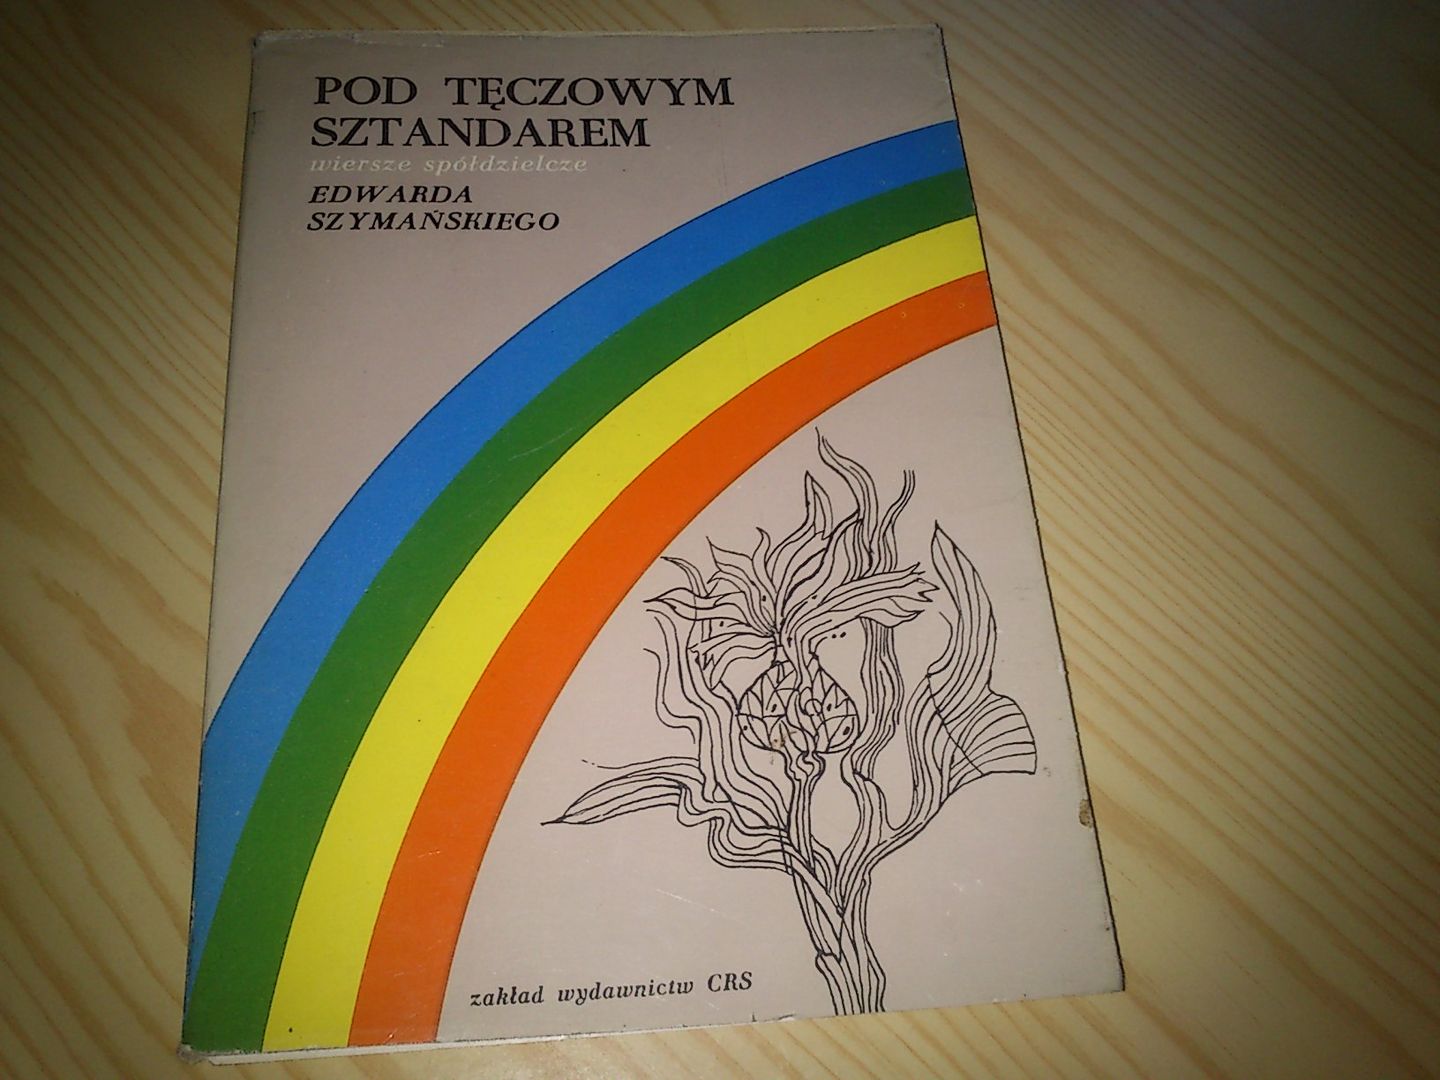 POD TĘCZOWYM
SZTANDAREM
wiersze spółdzielcze
EDWARDA
SZYMAŃSKIEGO
zakład wydawnictw CRS